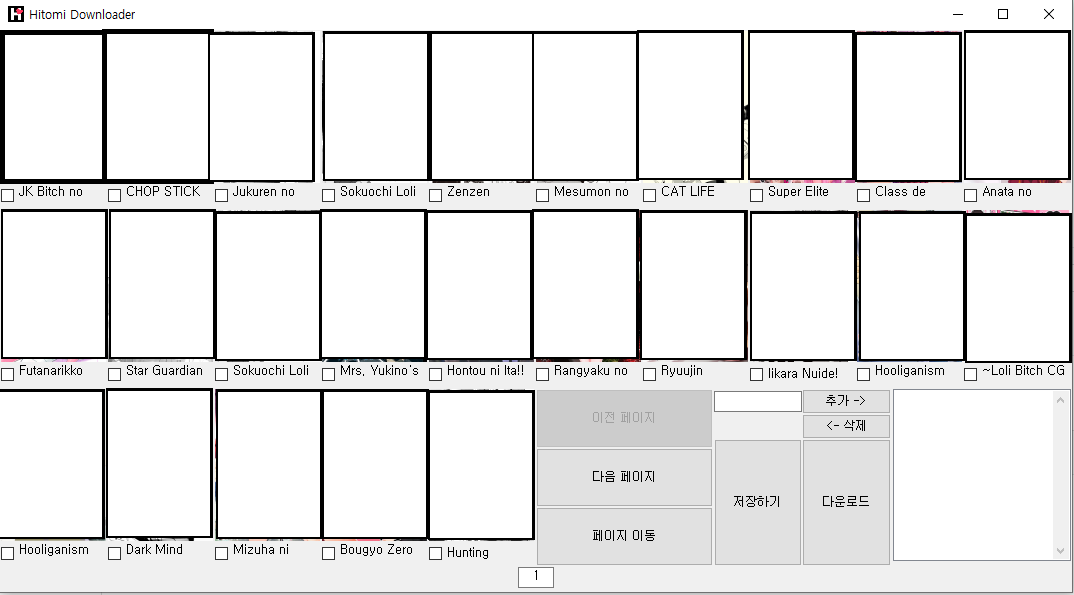 Hitomi Downloader
JK Bitch no
CHOP STICK
Jukuren no
Sokuochi Loli
Zenzen
Mesumon no
CAT LIFE
Super Elite
Class de
Anata no
Futanarikko
Star Guardian
Sokuochi Loli
Mrs. Yukino's
Hontou ni Ita!!
Rangyaku no
Ryuujin
Iikara Nuide!
Hooliganism
~Loli Bitch CG
Hooliganism
Dark Mind
Mizuha ni
Bougyo Zero
Hunting
이전 페이지
다음 페이지
페이지 이동
추가 ->
<- 삭제
저장하기
다운로드
1